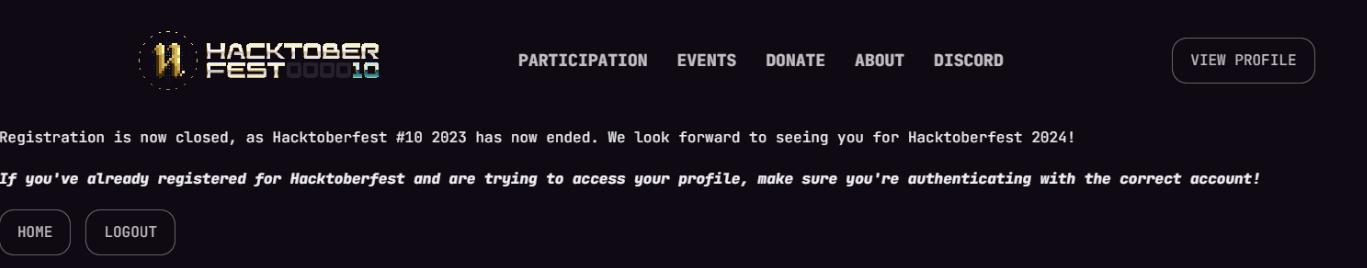 HACKTOBER
FEST000010
PARTICIPATION EVENTS DONATE ABOUT DISCORD
VIEW PROFILE
Registration is now closed, as Hacktoberfest #10 2023 has now ended. We look forward to seeing you for Hacktoberfest 2024!
If you've already registered for Hacktoberfest and are trying to access your profile, make sure you're authenticating with the correct account!
HOME LOGOUT